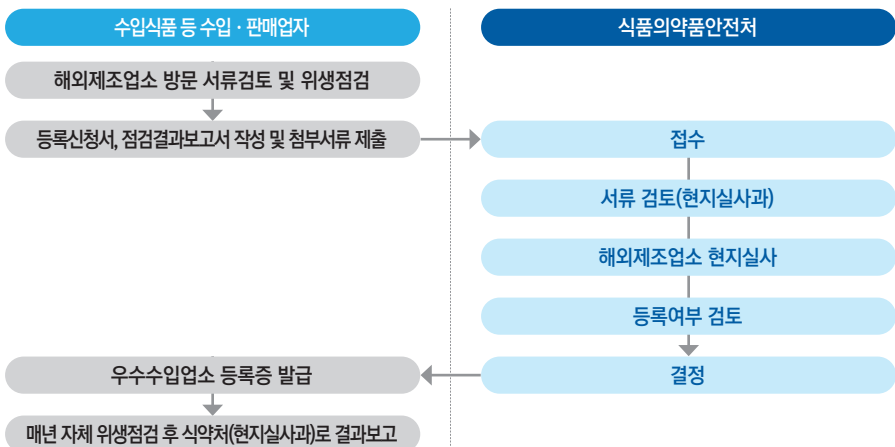 수입식품 등 수입 · 판매업자
식품의약품안전처
해외제조업소 방문 서류검토 및 위생점검
등록신청서, 점검결과보고서 작성 및 첨부서류 제출
접수
서류 검토(현지실사과)
해외제조업소 현지실사
등록여부 검토
우수수입업소 등록증 발급
결정
매년 자체 위생점검 후 식약처(현지실사과)로 결과보고